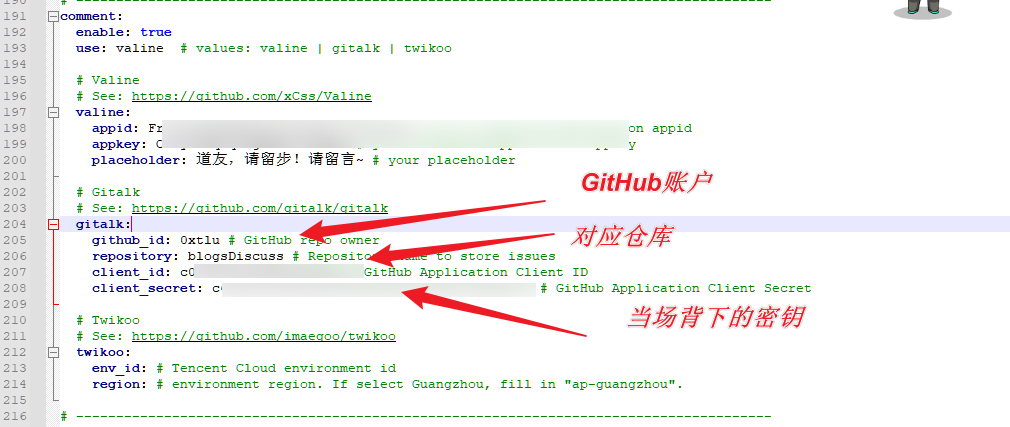 190 # ---------------------------------------------------------------------------------------
191 comment:
192 enable: true
193 use: valine # values: valine | gitalk | twikoo
194
195 # Valine
196 # See: https://github.com/xCss/Valine
197 valine:
198 appid: Fr on appid
199 appkey:
200 placeholder: 道友，请留步！请留言~ # your placeholder
201
GitHub账户
202 # Gitalk
203 # See: https://github.com/gitalk/gitalk
204 gitalk:
205 github_id: 0xtlu # GitHub repo owner
对应仓库
206 repository: blogsDiscuss # Repository name to store issues
207 client_id: c0 GitHub Application Client ID
208 client_secret: c # GitHub Application Client Secret
当场背下的密钥
209
210 # Twikoo
211 # See: https://github.com/imaegoo/twikoo
212 twikoo:
213 env_id: # Tencent Cloud environment id
214 region: # environment region. If select Guangzhou, fill in "ap-guangzhou".
215
216 # ---------------------------------------------------------------------------------------